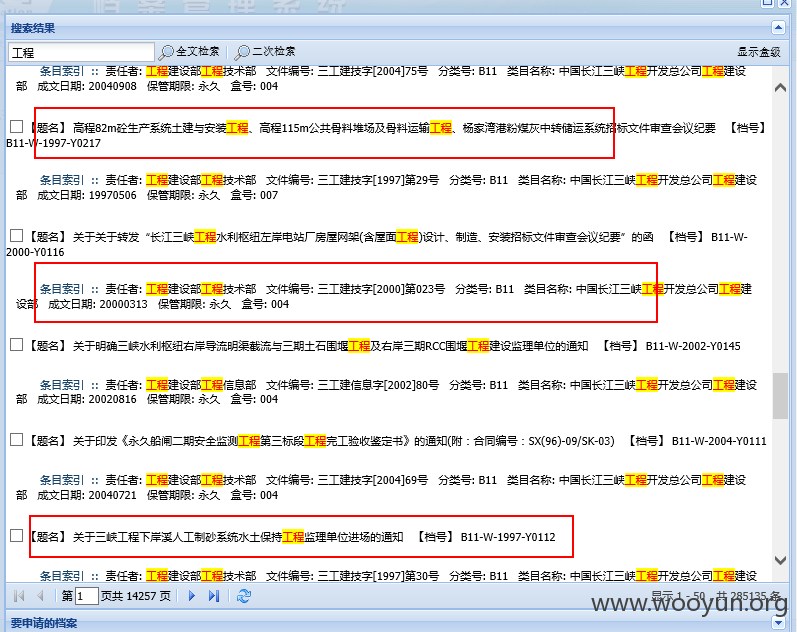 档案管理系统
搜索结果
工程 全文检索 二次检索 显示盒级
条目索引 :: 责任者: 工程建设部工程技术部 文件编号: 三工建技字[2004]75号 分类号: B11 类目名称: 中国长江三峡工程开发总公司工程建设
部 成文日期: 20040908 保管期限: 永久 盒号: 004
【题名】 高程82m砼生产系统土建与安装工程、高程115m公共骨料堆场及骨料运输工程、杨家湾港粉煤灰中转储运系统招标文件审查会议纪要 【档号】
B11-W-1997-Y0217
条目索引 :: 责任者: 工程建设部工程技术部 文件编号: 三工建技字[1997]第29号 分类号: B11 类目名称: 中国长江三峡工程开发总公司工程建设
部 成文日期: 19970506 保管期限: 永久 盒号: 007
【题名】 关于关于转发“长江三峡工程水利枢纽左岸电站厂房屋网架(含屋面工程)设计、制造、安装招标文件审查会议纪要”的函 【档号】 B11-W-
2000-Y0116
条目索引 :: 责任者: 工程建设部工程技术部 文件编号: 三工建技字[2000]第023号 分类号: B11 类目名称: 中国长江三峡工程开发总公司工程建
设部 成文日期: 20000313 保管期限: 永久 盒号: 004
【题名】 关于明确三峡水利枢纽右岸导流明渠截流与三期土石围堰工程及右岸三期RCC围堰工程建设监理单位的通知 【档号】 B11-W-2002-Y0145
条目索引 :: 责任者: 工程建设部工程信息部 文件编号: 三工建信息字[2002]80号 分类号: B11 类目名称: 中国长江三峡工程开发总公司工程建设
部 成文日期: 20020816 保管期限: 永久 盒号: 004
【题名】 关于印发《永久船闸二期安全监测工程第三标段工程完工验收鉴定书》的通知(附：合同编号：SX(96)-09/SK-03) 【档号】 B11-W-2004-Y0111
条目索引 :: 责任者: 工程建设部工程技术部 文件编号: 三工建技字[2004]69号 分类号: B11 类目名称: 中国长江三峡工程开发总公司工程建设
部 成文日期: 20040721 保管期限: 永久 盒号: 004
【题名】 关于三峡工程下岸溪人工制砂系统水土保持工程监理单位进场的通知 【档号】 B11-W-1997-Y0112
条目索引 :: 责任者: 工程建设部工程技术部 文件编号: 三工建技字[1997]第30号 分类号: B11 类目名称: 中国长江三峡工程开发总公司工程建设
第 1 页共 14257 页 显示 1 - 50，共 285135 条
www.wooyun.org
要申请的档案